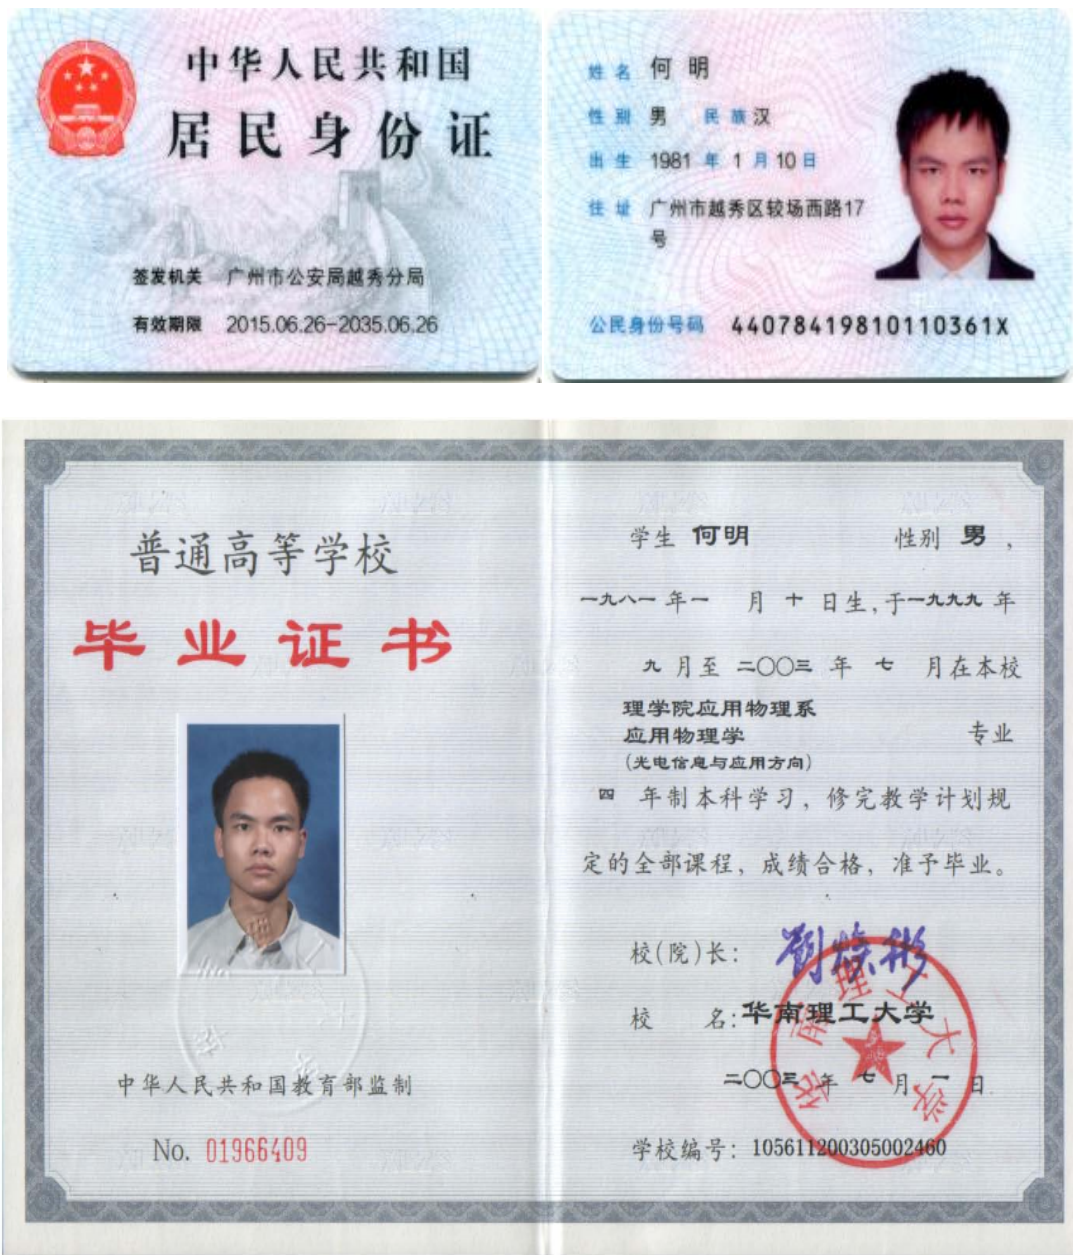 中华人民共和国
居民身份证
签发机关 广州市公安局越秀分局
有效期限 2015.06.26-2035.06.26
姓名 何明
性别 男 民族 汉
出生 1981 年 1 月 10 日
住址 广州市越秀区较场西路17
号
公民身份号码 44078419810110361X
普通高等学校
毕业证书
中华人民共和国教育部监制
No. 01966409
学生 何明 性别 男 ,
一九八一 年 一 月 十 日生,于 一九九九 年
九 月至 二〇〇三 年 七 月在本校
理学院应用物理系
应用物理学 专业
(光电信息与应用方向)
四 年制本科学习，修完教学计划规
定的全部课程，成绩合格，准予毕业。
校(院)长: 劉焕彬
校 名: 华南理工大学
二〇〇三 年 七 月 一 日
学校编号: 105611200305002460
华南理工大学